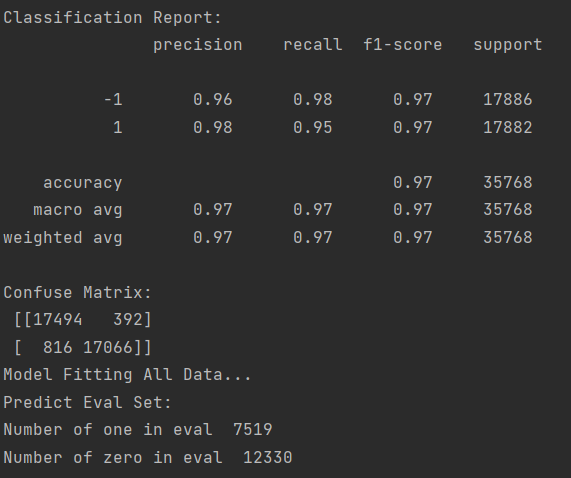 Classification Report:
precision recall f1-score support
-1 0.96 0.98 0.97 17886
1 0.98 0.95 0.97 17882
accuracy 0.97 35768
macro avg 0.97 0.97 0.97 35768
weighted avg 0.97 0.97 0.97 35768
Confuse Matrix:
[[17494 392]
[ 816 17066]]
Model Fitting All Data...
Predict Eval Set:
Number of one in eval 7519
Number of zero in eval 12330